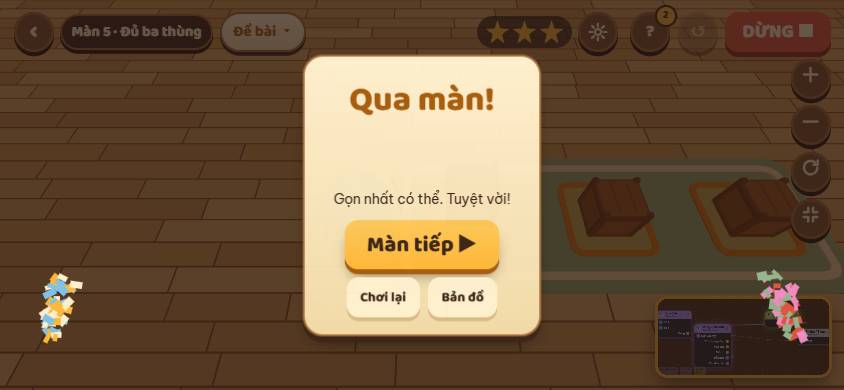 Màn 5 · Đủ ba thùng
Đề bài
2
?
DỪNG
Qua màn!
Gọn nhất có thể. Tuyệt vời!
Màn tiếp
Chơi lại
Bản đồ